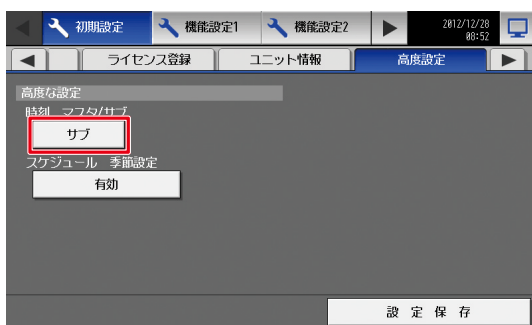 初期設定 機能設定1 機能設定2 2012/12/28
08:52
ライセンス登録 ユニット情報 高度設定
高度な設定
時刻 マスタ/サブ
サブ
スケジュール 季節設定
有効
設 定 保 存